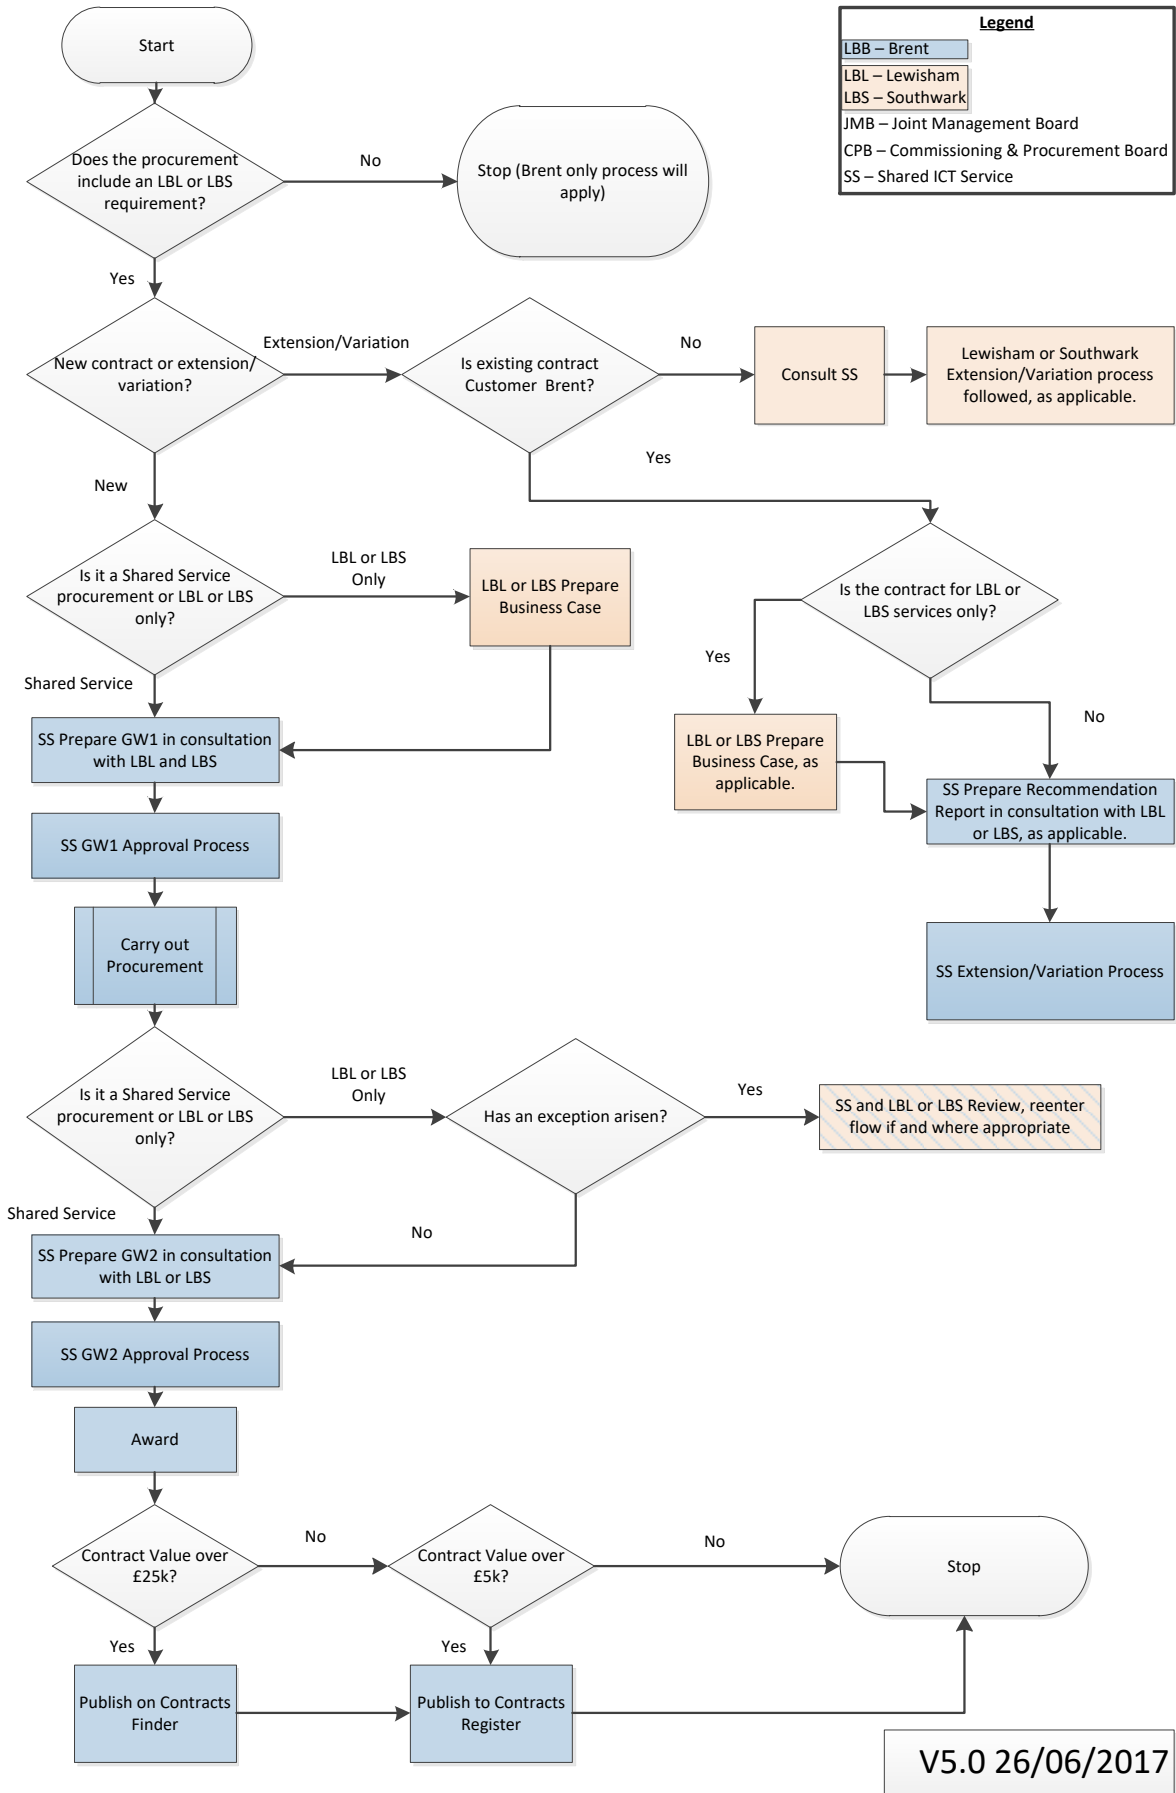 Start
Legend
LBB – Brent
LBL – Lewisham
LBS – Southwark
JMB – Joint Management Board
CPB – Commissioning & Procurement Board
SS – Shared ICT Service
Does the procurement
include an LBL or LBS
requirement?
No
Stop (Brent only process will
apply)
Yes
New contract or extension/
variation?
Extension/Variation
Is existing contract
Customer Brent?
No
Consult SS
Lewisham or Southwark
Extension/Variation process
followed, as applicable.
Yes
New
Is it a Shared Service
procurement or LBL or LBS
only?
LBL or LBS
Only
LBL or LBS Prepare
Business Case
Is the contract for LBL or
LBS services only?
Yes
No
Shared Service
SS Prepare GW1 in consultation
with LBL and LBS
LBL or LBS Prepare
Business Case, as
applicable.
SS Prepare Recommendation
Report in consultation with LBL
or LBS, as applicable.
SS GW1 Approval Process
Carry out
Procurement
SS Extension/Variation Process
Is it a Shared Service
procurement or LBL or LBS
only?
LBL or LBS
Only
Has an exception arisen?
Yes
SS and LBL or LBS Review, reenter
flow if and where appropriate
Shared Service
No
SS Prepare GW2 in consultation
with LBL or LBS
SS GW2 Approval Process
Award
Contract Value over
£25k?
No
Contract Value over
£5k?
No
Stop
Yes
Yes
Publish on Contracts
Finder
Publish to Contracts
Register
V5.0 26/06/2017